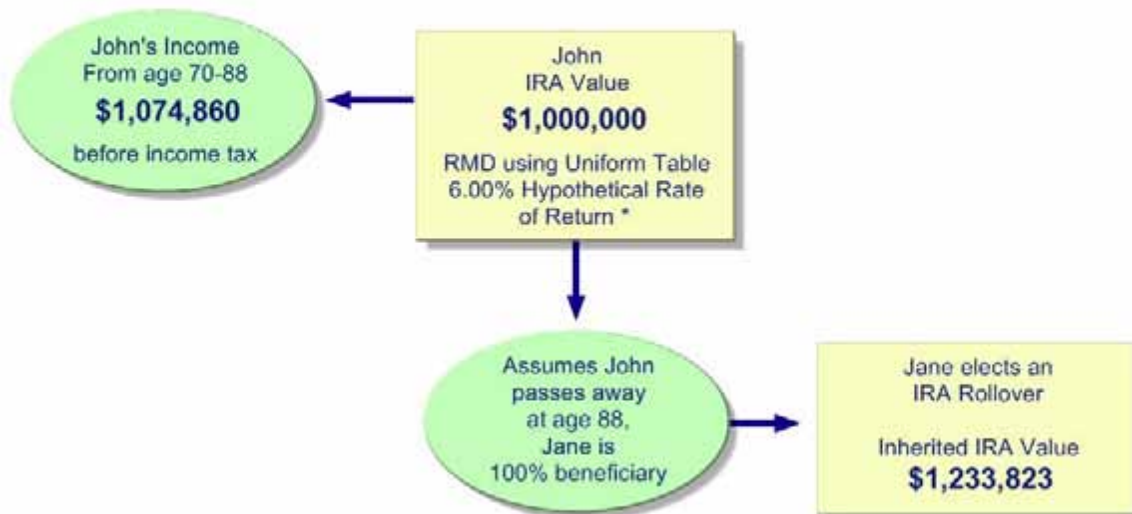 John's Income
From age 70-88
$1,074,860
before income tax
John
IRA Value
$1,000,000
RMD using Uniform Table
6.00% Hypothetical Rate
of Return *
Assumes John
passes away
at age 88,
Jane is
100% beneficiary
Jane elects an
IRA Rollover
Inherited IRA Value
$1,233,823